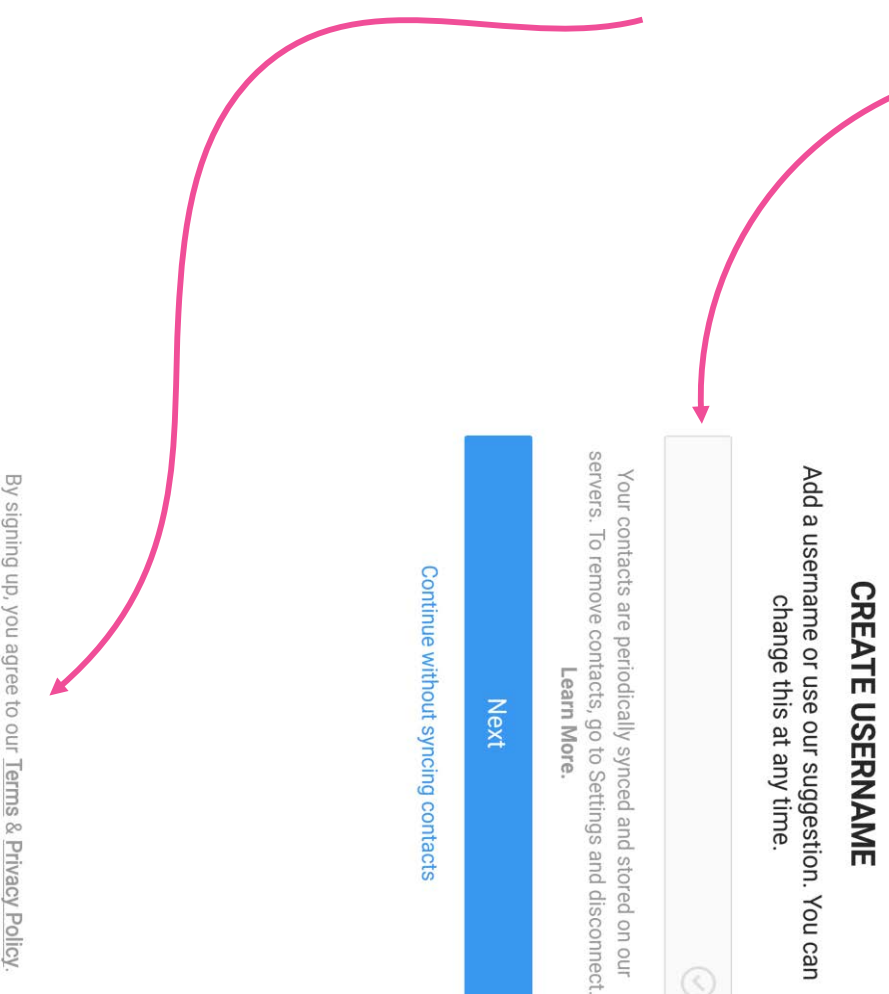 CREATE USERNAME
Add a username or use our suggestion. You can
change this at any time.
Your contacts are periodically synced and stored on our
servers. To remove contacts, go to Settings and disconnect.
Learn More.
Next
Continue without syncing contacts
By signing up, you agree to our Terms & Privacy Policy.